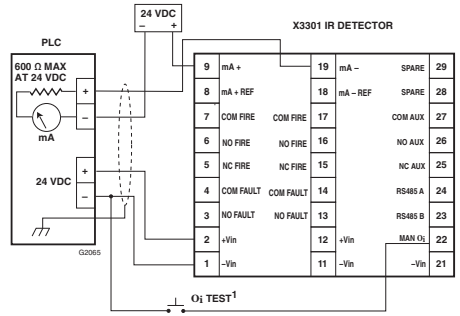 24 VDC
– +
X3301 IR DETECTOR
PLC
600 Ω MAX
AT 24 VDC
+
–
mA
24 VDC
+
–
G2065
9 mA + 19 mA – SPARE 29
8 mA + REF 18 mA – REF SPARE 28
7 COM FIRE COM FIRE 17 COM AUX 27
6 NO FIRE NO FIRE 16 NO AUX 26
5 NC FIRE NC FIRE 15 NC AUX 25
4 COM FAULT COM FAULT 14 RS485 A 24
3 NO FAULT NO FAULT 13 RS485 B 23
2 +Vin 12 +Vin MAN Oi 22
1 –Vin 11 –Vin –Vin 21
Oi TEST1